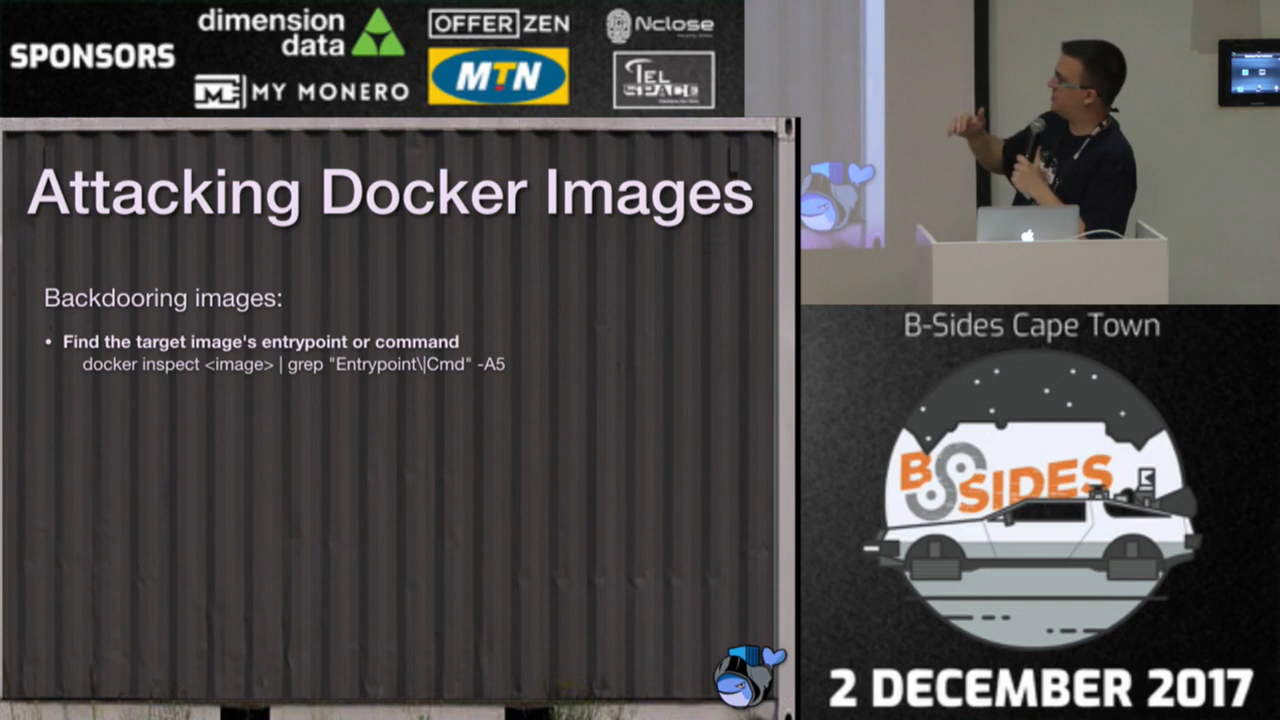 SPONSORS
dimension
data
OFFERZEN
Nclose
MY MONERO
MTN
TEL
SPACE
Attacking Docker Images
Backdooring images:
• Find the target image's entrypoint or command
docker inspect <image> | grep "Entrypoint\|Cmd" -A5
B-Sides Cape Town
BSIDES
2 DECEMBER 2017